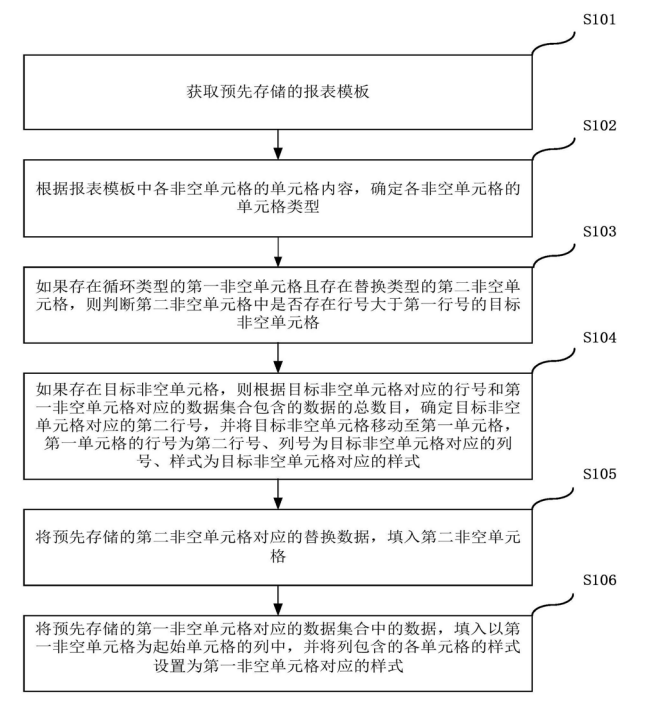 S101
获取预先存储的报表模板
S102
根据报表模板中各非空单元格的单元格内容，确定各非空单元格的
单元格类型
S103
如果存在循环类型的第一非空单元格且存在替换类型的第二非空单
元格，则判断第二非空单元格中是否存在行号大于第一行号的目标
非空单元格
S104
如果存在目标非空单元格，则根据目标非空单元格对应的行号和第
一非空单元格对应的数据集合包含的数据的总数目，确定目标非空
单元格对应的第二行号，并将目标非空单元格移动至第一单元格，
第一单元格的行号为第二行号、列号为目标非空单元格对应的列
号、样式为目标非空单元格对应的样式
S105
将预先存储的第二非空单元格对应的替换数据，填入第二非空单元
格
S106
将预先存储的第一非空单元格对应的数据集合中的数据，填入以第
一非空单元格为起始单元格的列中，并将列包含的各单元格的样式
设置为第一非空单元格对应的样式